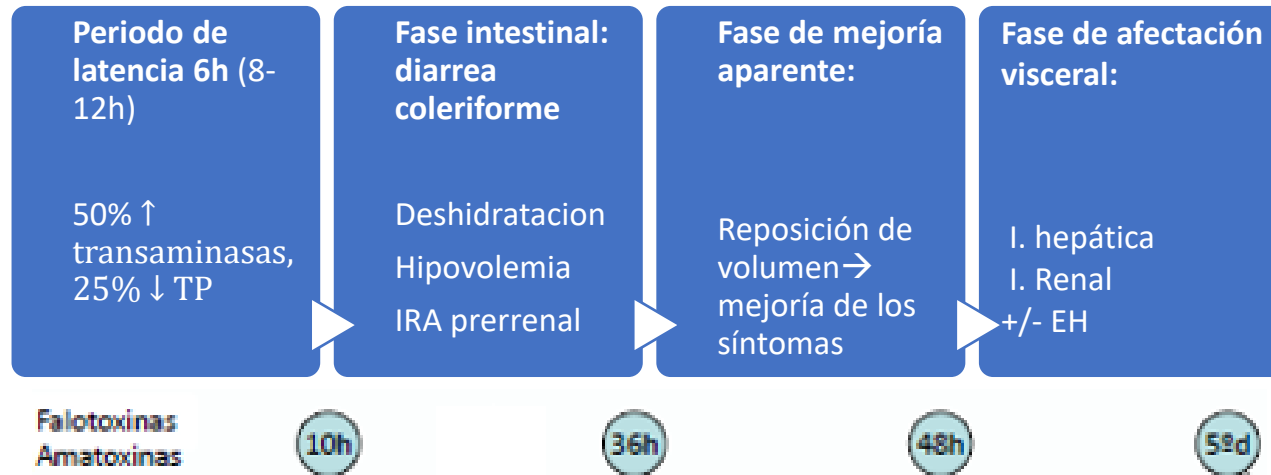 Periodo de
latencia 6h (8-
12h)
50% ↑
transaminasas,
25% ↓ TP
Fase intestinal:
diarrea
coleriforme
Deshidratacion
Hipovolemia
IRA prerrenal
Fase de mejoría
aparente:
Reposición de
volumen→
mejoría de los
síntomas
Fase de afectación
visceral:
I. hepática
I. Renal
+/- EH
Falotoxinas
Amatoxinas
10h
36h
48h
5ºd